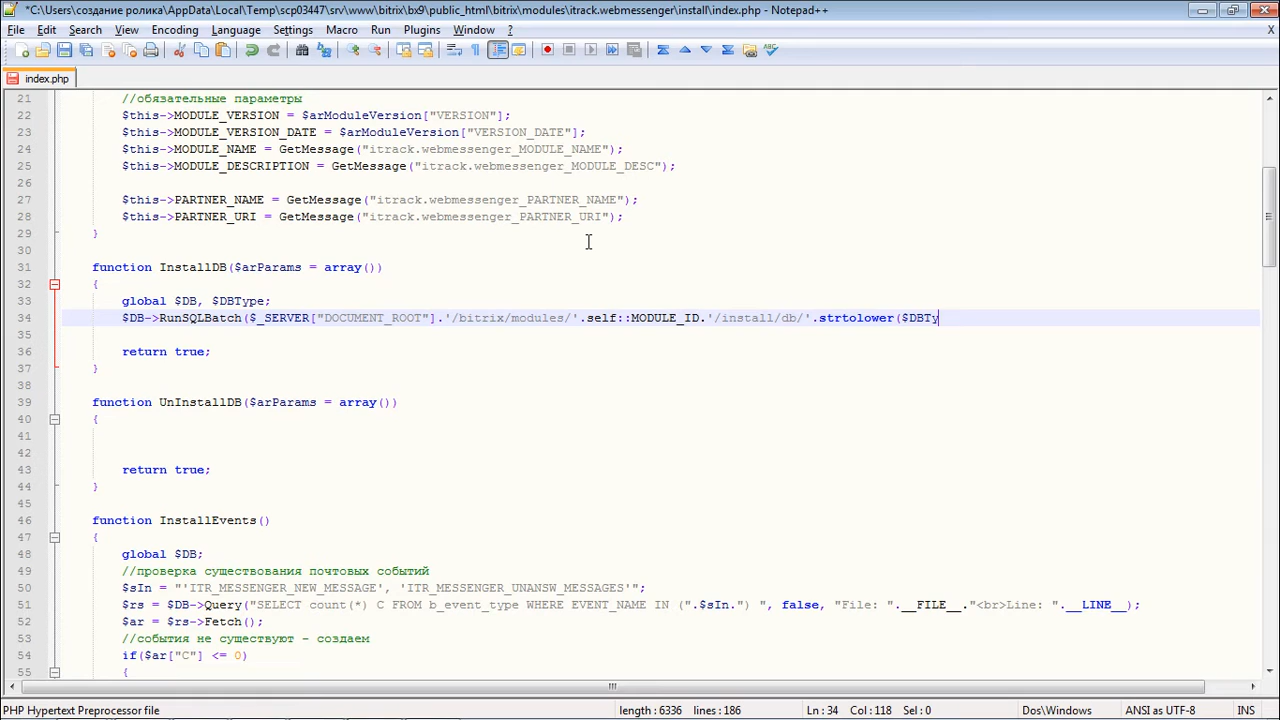 *C:\Users\создание ролика\AppData\Local\Temp\scp03447\srv\www\bitrix\bx9\public_html\bitrix\modules\itrack.webmessenger\install\index.php - Notepad++
File Edit Search View Encoding Language Settings Macro Run Plugins Window ? X
index.php
21 //обязательные параметры
22 $this->MODULE_VERSION = $arModuleVersion["VERSION"];
23 $this->MODULE_VERSION_DATE = $arModuleVersion["VERSION_DATE"];
24 $this->MODULE_NAME = GetMessage("itrack.webmessenger_MODULE_NAME");
25 $this->MODULE_DESCRIPTION = GetMessage("itrack.webmessenger_MODULE_DESC");
26
27 $this->PARTNER_NAME = GetMessage("itrack.webmessenger_PARTNER_NAME");
28 $this->PARTNER_URI = GetMessage("itrack.webmessenger_PARTNER_URI");
29 }
30
31 function InstallDB($arParams = array())
32 {
33 global $DB, $DBType;
34 $DB->RunSQLBatch($_SERVER["DOCUMENT_ROOT"].'/bitrix/modules/'.self::MODULE_ID.'/install/db/'.strtolower($DBTy
35
36 return true;
37 }
38
39 function UnInstallDB($arParams = array())
40 {
41
42
43 return true;
44 }
45
46 function InstallEvents()
47 {
48 global $DB;
49 //проверка существования почтовых событий
50 $sIn = "'ITR_MESSENGER_NEW_MESSAGE', 'ITR_MESSENGER_UNANSW_MESSAGES'";
51 $rs = $DB->Query("SELECT count(*) C FROM b_event_type WHERE EVENT_NAME IN (".$sIn.") ", false, "File: ".__FILE__."<br>Line: ".__LINE__);
52 $ar = $rs->Fetch();
53 //события не существуют - создаем
54 if($ar["C"] <= 0)
55 {
PHP Hypertext Preprocessor file length : 6336 lines : 186 Ln : 34 Col : 118 Sel : 0 Dos\Windows ANSI as UTF-8 INS